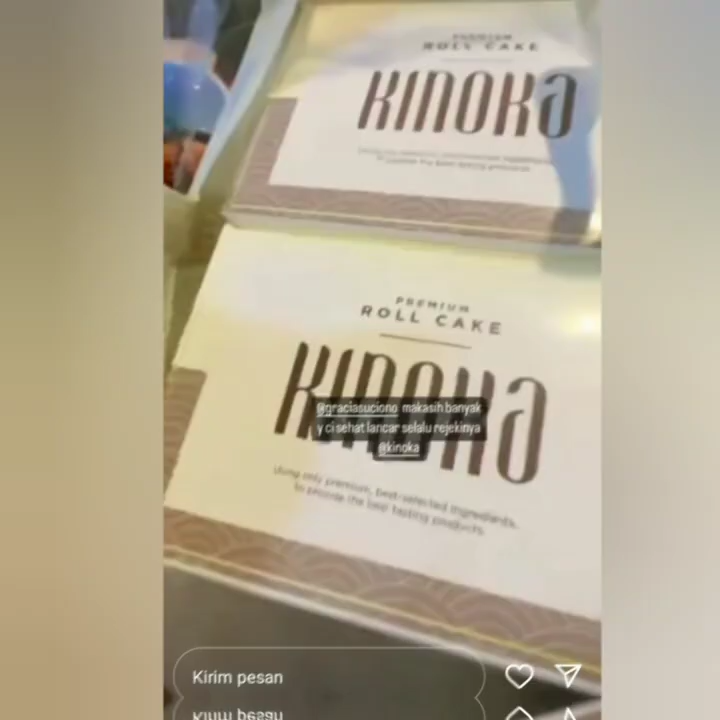 PREMIUM
ROLL CAKE
KINOKA
PREMIUM
ROLL CAKE
KINOKA
@graciasuciono makasih banyak
y ci sehat lancar selalu rejekinya
@kinoka
Using only premium, best-selected ingredients,
to provide the best tasting products.
Kirim pesan